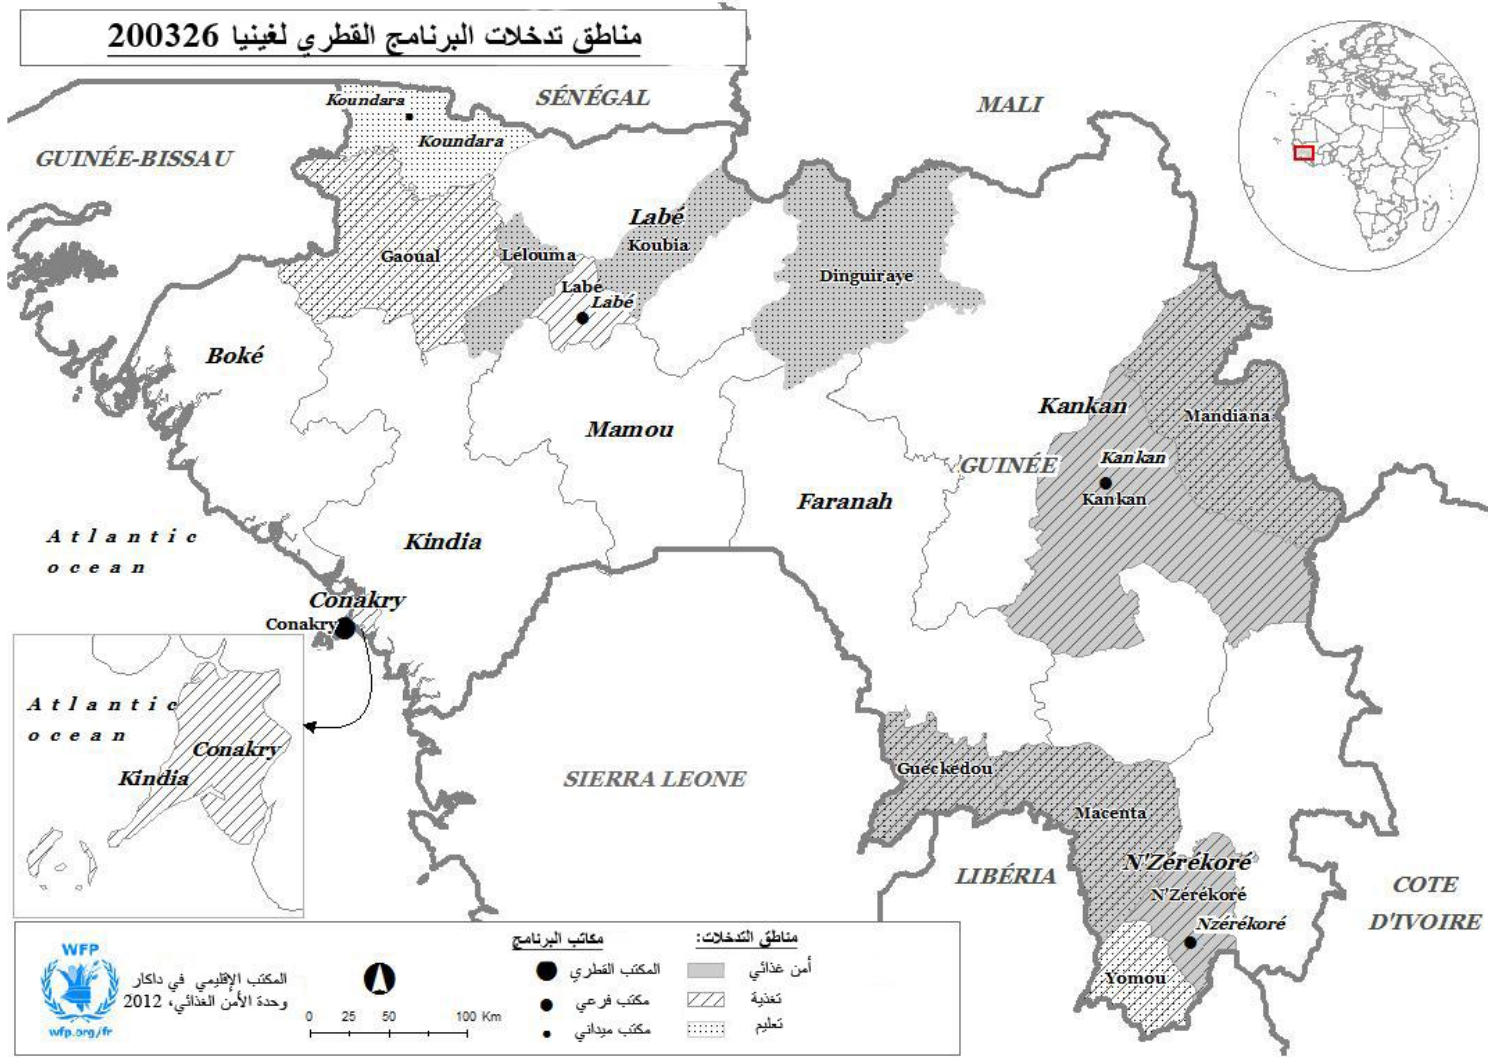 مناطق تدخلات البرنامج القطري لغينيا 200326
SÉNÉGAL
MALI
Koundara
Koundara
GUINÉE-BISSAU
Labé
Koubia
Gaoual
Lélouma
Labé
Labé
Dinguiraye
Boké
Mamou
Kankan
Mandiana
Kankan
Kankan
GUINÉE
Faranah
Kindia
Atlantic
ocean
Conakry
Conakry
Atlantic
ocean
Conakry
Kindia
SIERRA LEONE
Guéckédou
Macenta
LIBÉRIA
N'Zérékoré
N'Zérékoré
Nzérékoré
Yomou
COTE
D'IVOIRE
WFP
wfp.org/fr
المكتب الإقليمي في داكار
وحدة الأمن الغذائي، 2012
0 25 50 100 Km
مكاتب البرنامج
المكتب القطري
مكتب فرعي
مكتب ميداني
مناطق التدخلات:
أمن غذائي
تغذية
تعليم